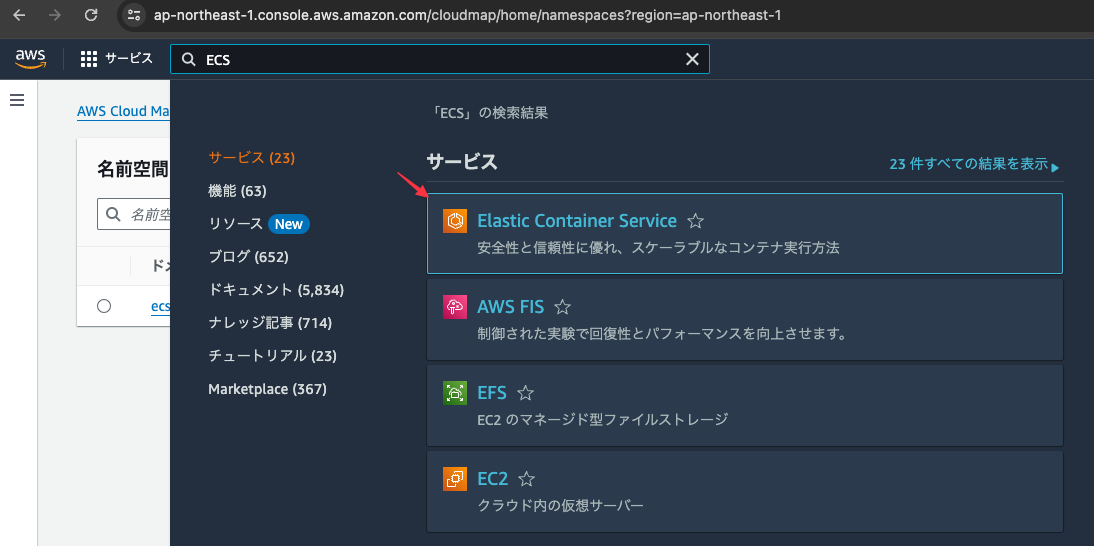 ap-northeast-1.console.aws.amazon.com/cloudmap/home/namespaces?region=ap-northeast-1
aws
サービス
ECS
AWS Cloud Ma
名前空間
名前空
ecs
「ECS」の検索結果
サービス (23)
機能 (63)
リソース New
ブログ (652)
ドキュメント (5,834)
ナレッジ記事 (714)
チュートリアル (23)
Marketplace (367)
サービス
23 件すべての結果を表示
Elastic Container Service
安全性と信頼性に優れ、スケーラブルなコンテナ実行方法
AWS FIS
制御された実験で回復性とパフォーマンスを向上させます。
EFS
EC2 のマネージド型ファイルストレージ
EC2
クラウド内の仮想サーバー